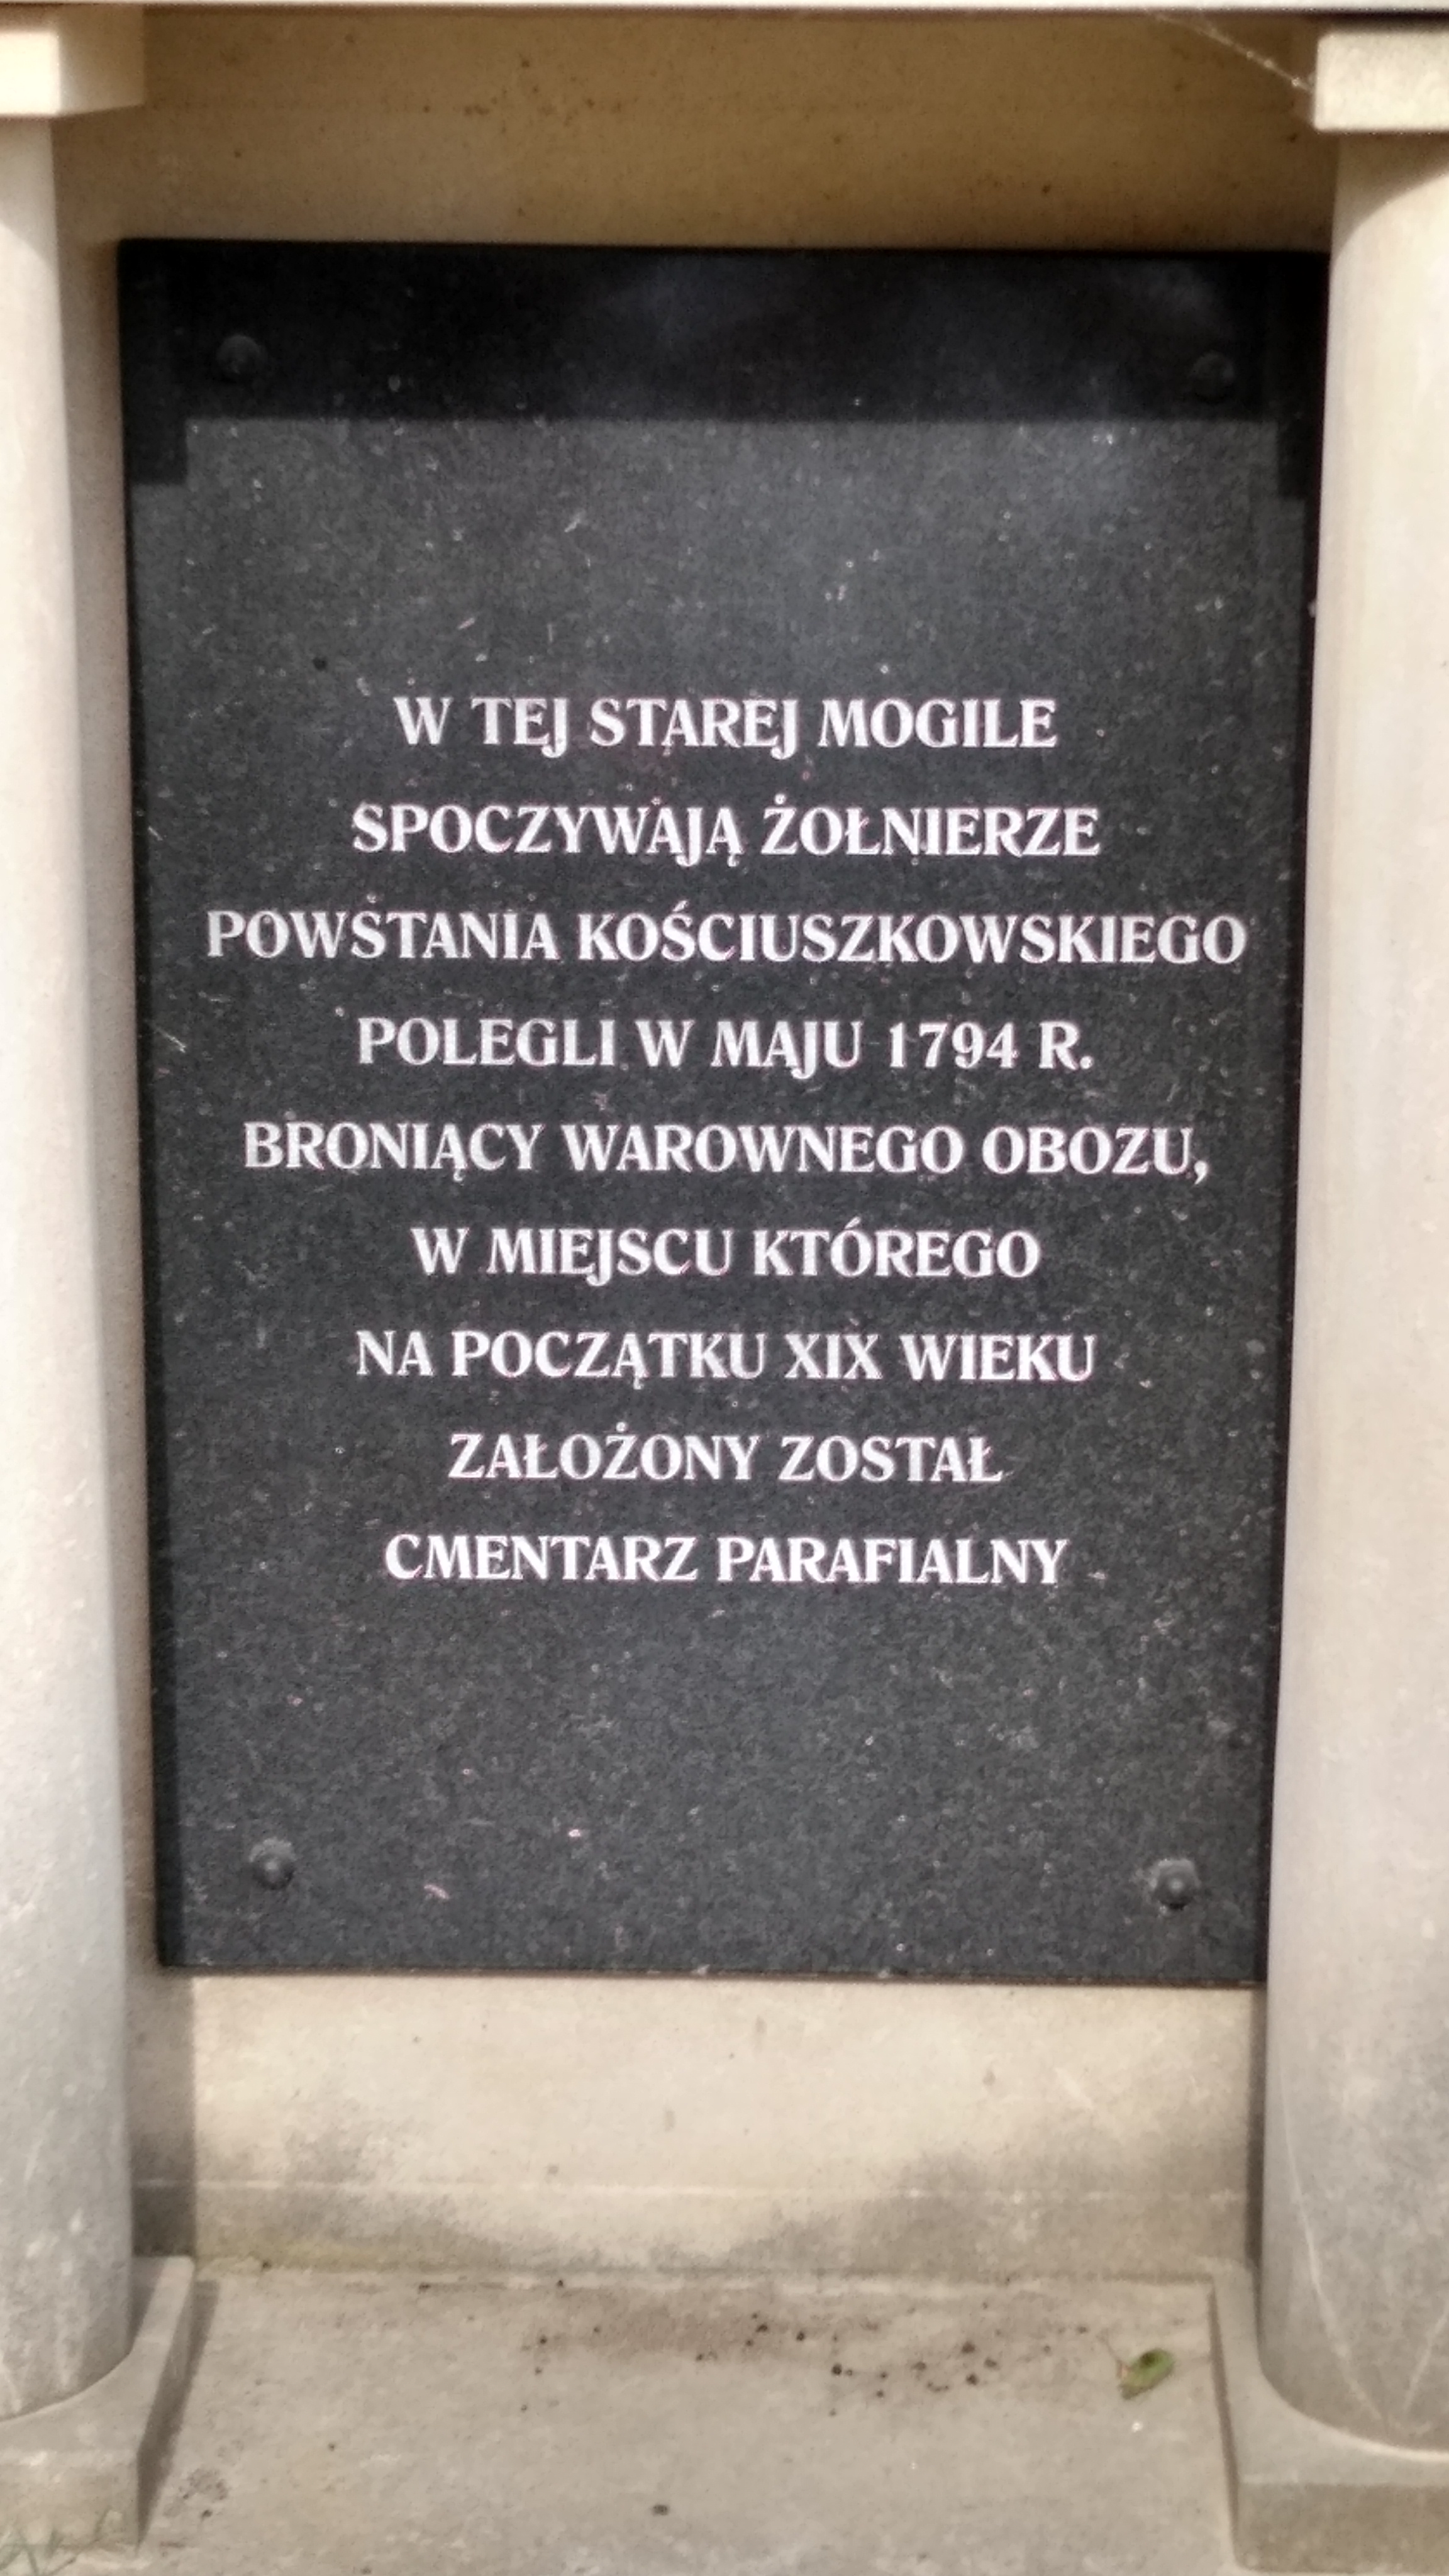 W TEJ STAREJ MOGILE
SPOCZYWAJĄ ŻOŁNIERZE
POWSTANIA KOŚCIUSZKOWSKIEGO
POLEGLI W MAJU 1794 R.
BRONIĄCY WAROWNEGO OBOZU,
W MIEJSCU KTÓREGO
NA POCZĄTKU XIX WIEKU
ZAŁOŻONY ZOSTAŁ
CMENTARZ PARAFIALNY